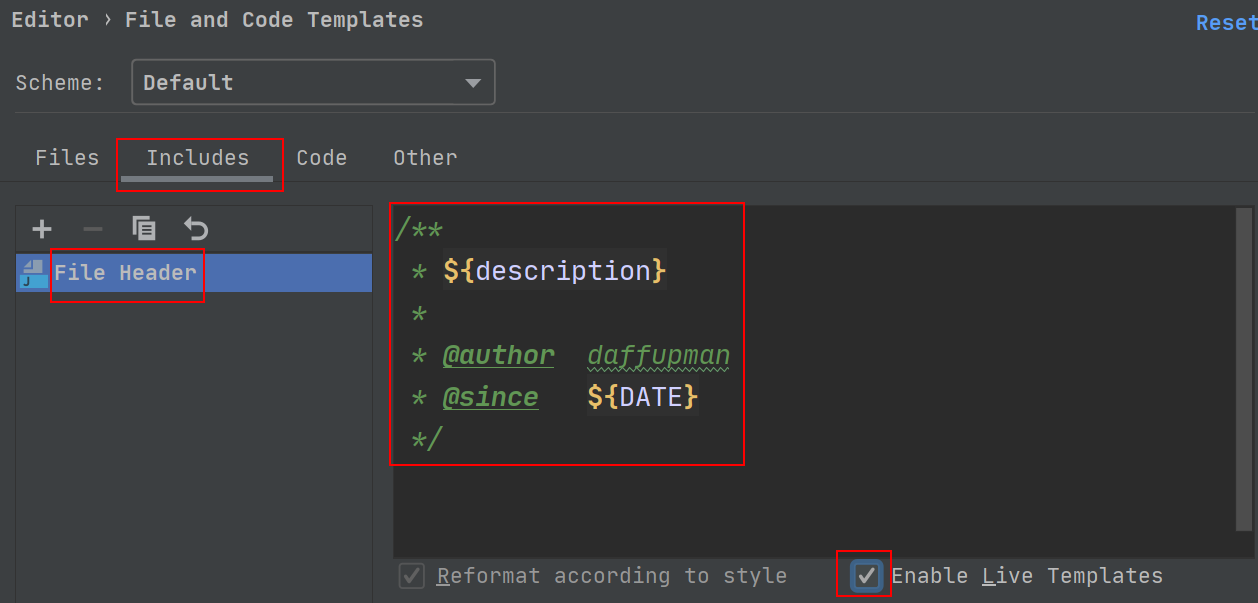 Editor › File and Code Templates
Reset
Scheme: Default
Files Includes Code Other
File Header
/**
* ${description}
*
* @author daffupman
* @since ${DATE}
*/
Reformat according to style Enable Live Templates